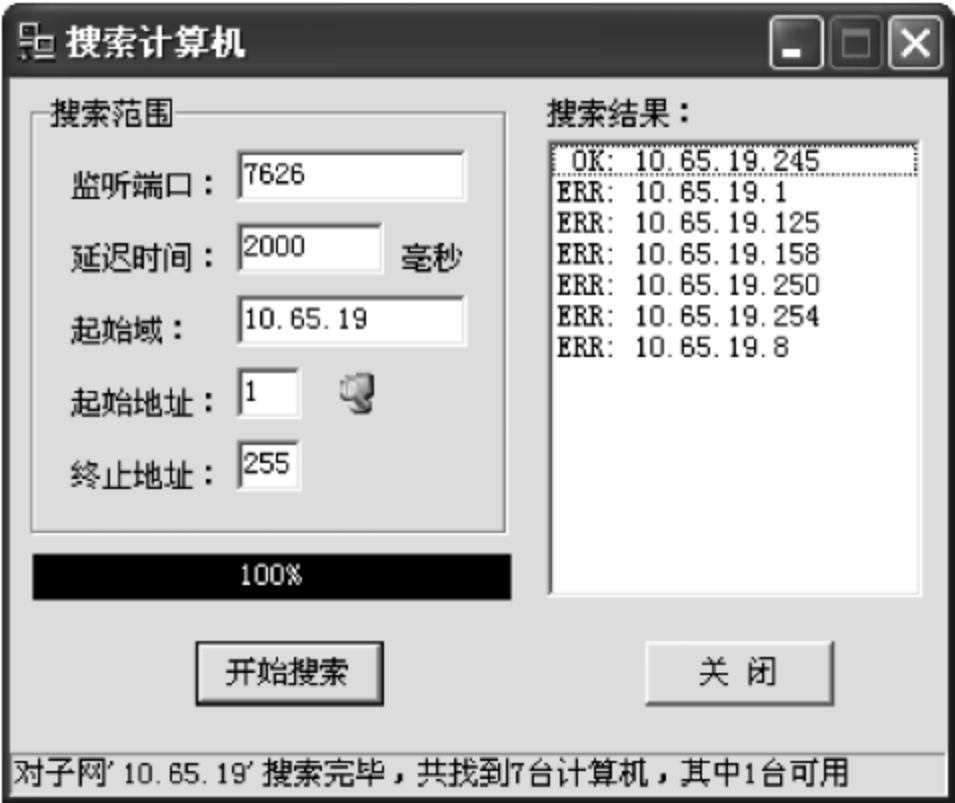 搜索计算机
搜索范围
监听端口： 7626
延迟时间： 2000 毫秒
起始域： 10.65.19
起始地址： 1
终止地址： 255
100%
开始搜索
搜索结果：
OK: 10.65.19.245
ERR: 10.65.19.1
ERR: 10.65.19.125
ERR: 10.65.19.158
ERR: 10.65.19.250
ERR: 10.65.19.254
ERR: 10.65.19.8
关 闭
对子网'10.65.19'搜索完毕，共找到7台计算机，其中1台可用